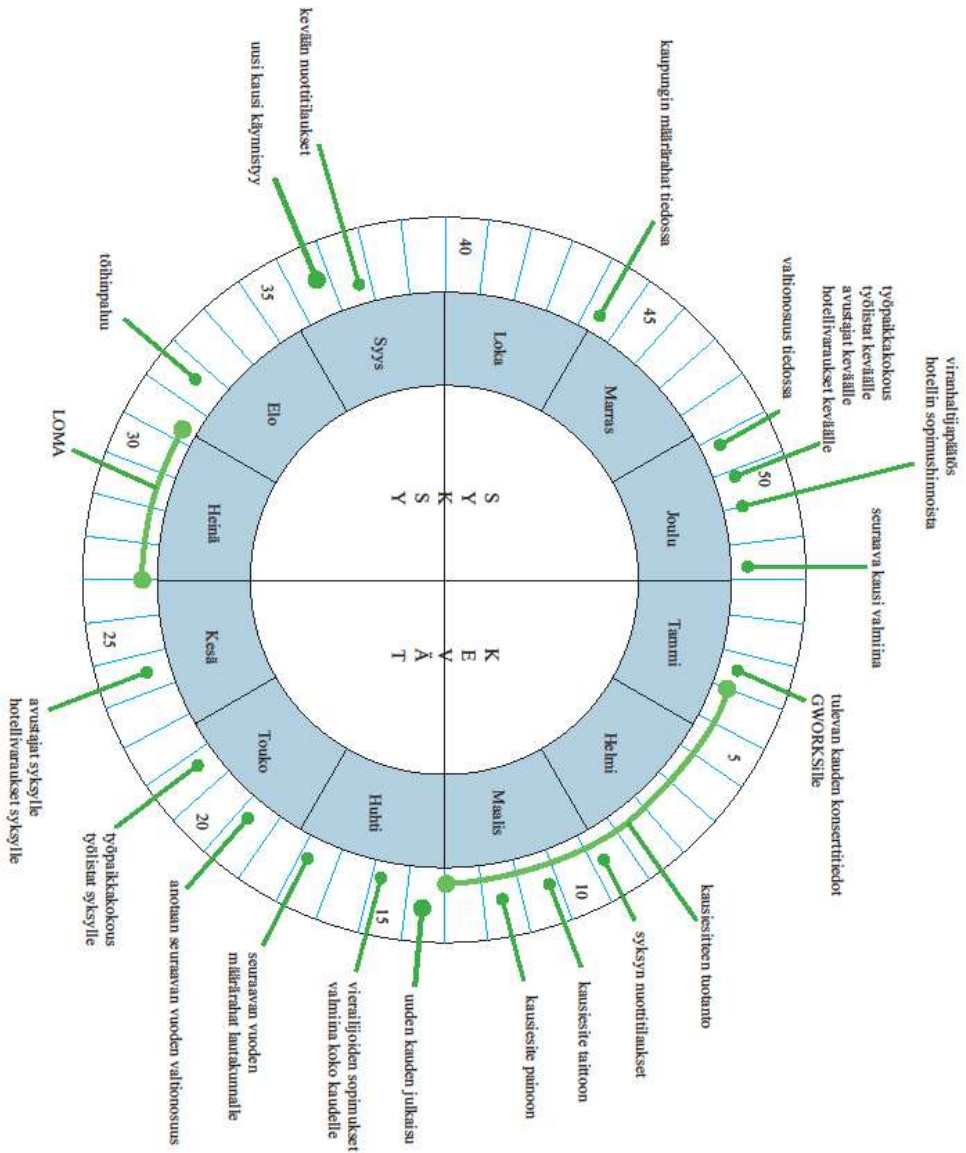 viranhaltijapäätös
hotellin sopimushinnoista
seuraava kausi valmiina
tulevan kauden konserttitiedot
GWORKSille
kausiesitteen tuotanto
syksyn nuottitilaukset
kausiesite taittoon
kausiesite painoon
uuden kauden julkaisu
vierailijoiden sopimukset
valmiina koko kaudelle
seuraavan vuoden
määrärahat lautakunnalle
anotaan seuraavan vuoden valtionosuus
työpaikkakokous
työlistat syksylle
avustajat syksylle
hotellivaraukset syksylle
LOMA
töihinpaluu
uusi kausi käynnistyy
kevään nuottitilaukset
kaupungin määrärahat tiedossa
valtionosuus tiedossa
työpaikkakokous
työlistat keväälle
avustajat keväälle
hotellivaraukset keväälle
5
10
15
20
25
30
35
40
45
50
Tammi
Helmi
Maalis
Huhti
Touko
Kesä
Heinä
Elo
Syys
Loka
Marras
Joulu
S
Y
K
S
Y
K
E
V
Ä
T